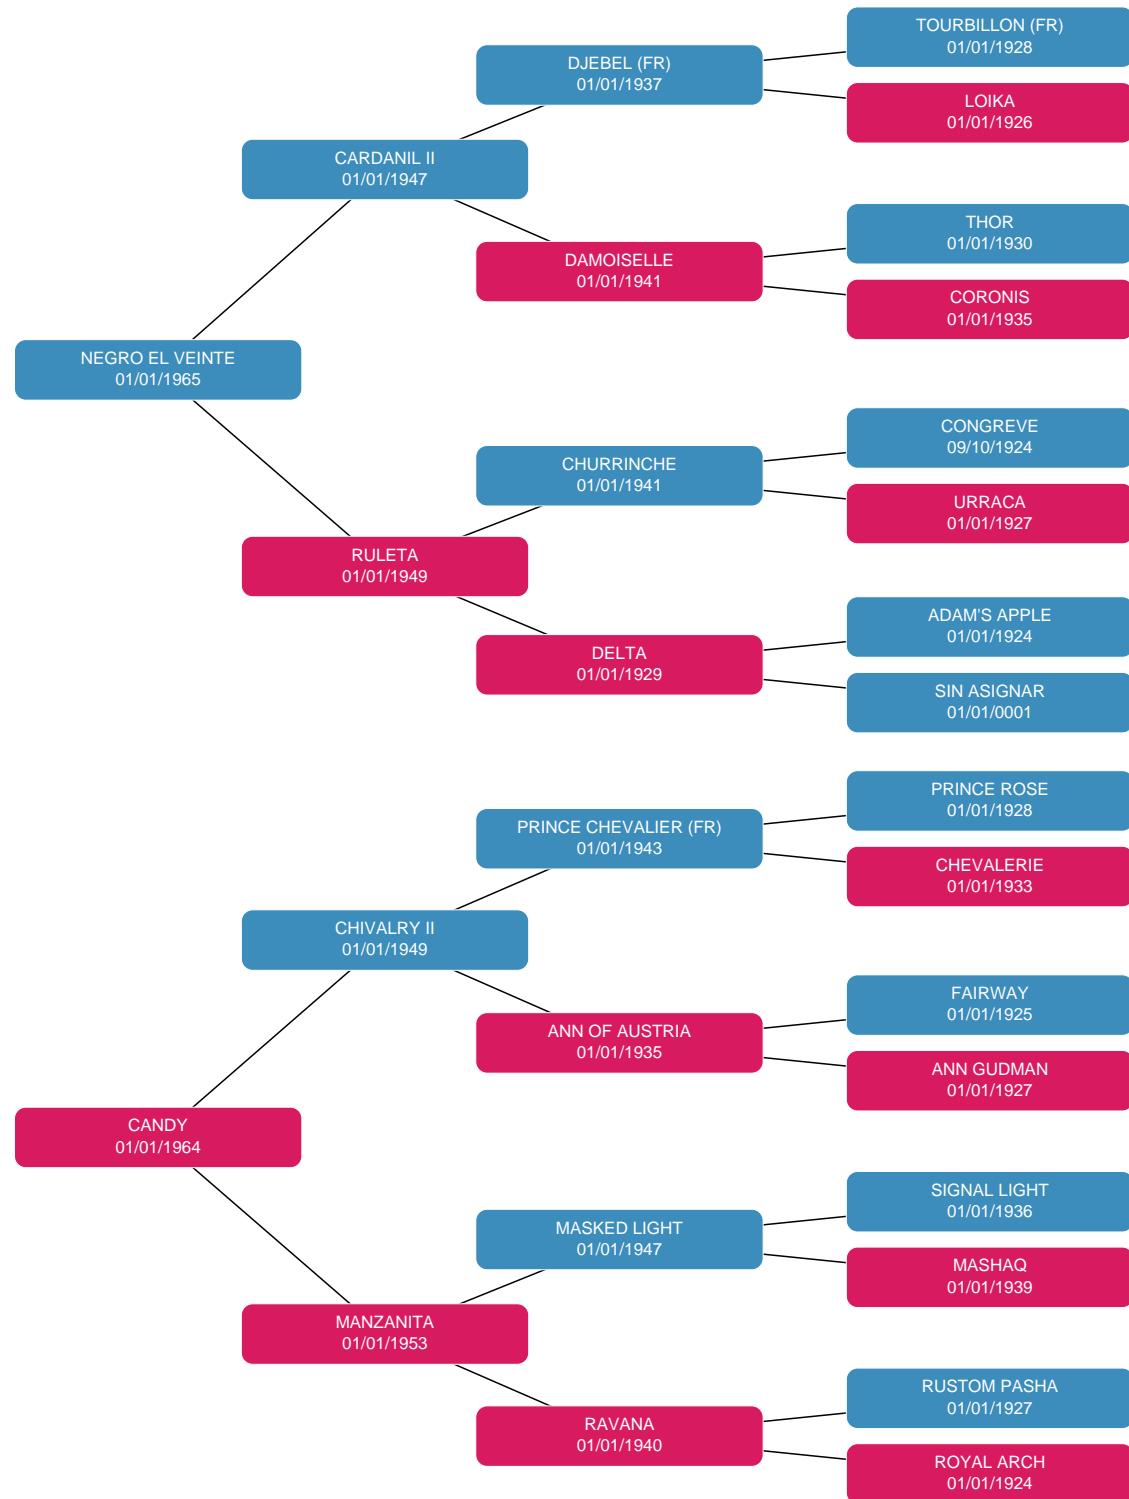 TOURBILLON (FR)
01/01/1928
DJEBEL (FR)
01/01/1937
LOIKA
01/01/1926
CARDANIL II
01/01/1947
THOR
01/01/1930
DAMOISELLE
01/01/1941
CORONIS
01/01/1935
NEGRO EL VEINTE
01/01/1965
CONGREVE
09/10/1924
CHURRINCHE
01/01/1941
URRACA
01/01/1927
RULETA
01/01/1949
ADAM'S APPLE
01/01/1924
DELTA
01/01/1929
SIN ASIGNAR
01/01/0001
PRINCE ROSE
01/01/1928
PRINCE CHEVALIER (FR)
01/01/1943
CHEVALERIE
01/01/1933
CHIVALRY II
01/01/1949
FAIRWAY
01/01/1925
ANN OF AUSTRIA
01/01/1935
ANN GUDMAN
01/01/1927
CANDY
01/01/1964
SIGNAL LIGHT
01/01/1936
MASKED LIGHT
01/01/1947
MASHAQ
01/01/1939
MANZANITA
01/01/1953
RUSTOM PASHA
01/01/1927
RAVANA
01/01/1940
ROYAL ARCH
01/01/1924